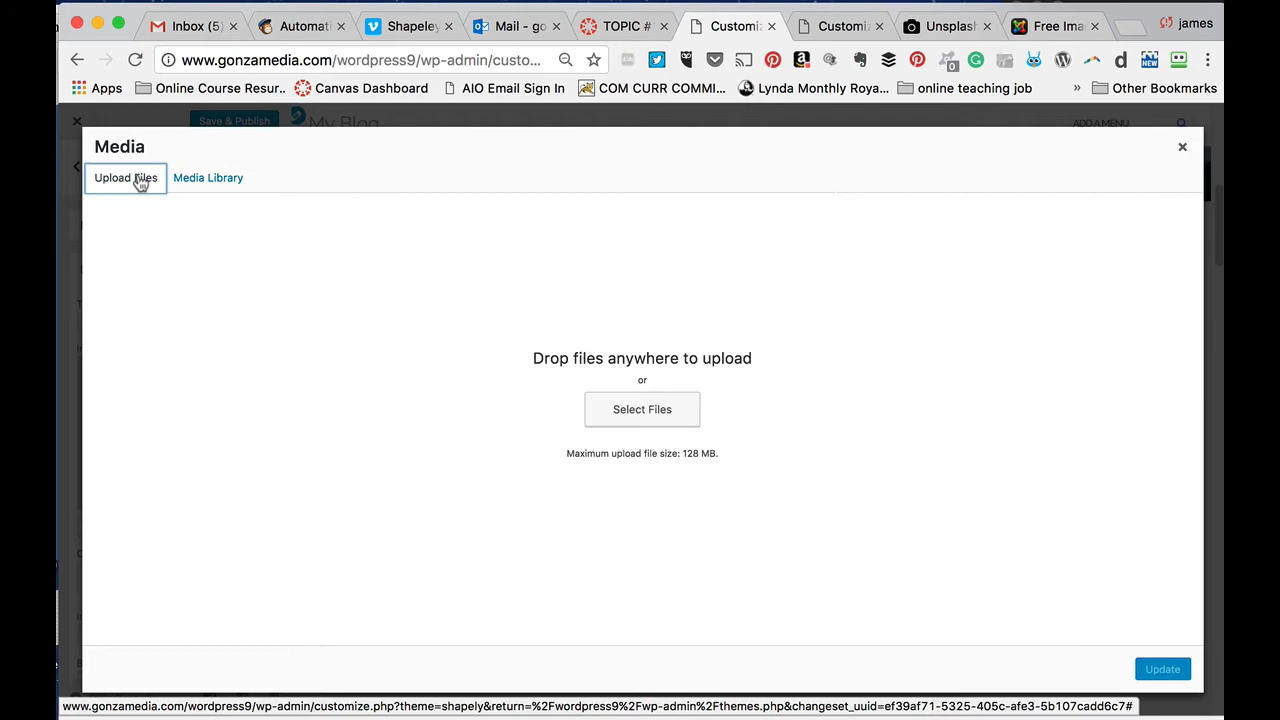 Inbox (5)
Automati
Shapeley
Mail - go
TOPIC #
Customiz
Customiz
Unsplash
Free Ima
james
www.gonzamedia.com/wordpress9/wp-admin/custo...
Apps
Online Course Resur..
Canvas Dashboard
AIO Email Sign In
COM CURR COMMI...
Lynda Monthly Roya...
online teaching job
»
Other Bookmarks
Save & Publish
My Blog
ADD A MENU
Media
Upload Files
Media Library
Drop files anywhere to upload
or
Select Files
Maximum upload file size: 128 MB.
Update
www.gonzamedia.com/wordpress9/wp-admin/customize.php?theme=shapely&return=%2Fwordpress9%2Fwp-admin%2Fthemes.php&changeset_uuid=ef39af71-5325-405c-afe3-5b107cadd6c7#